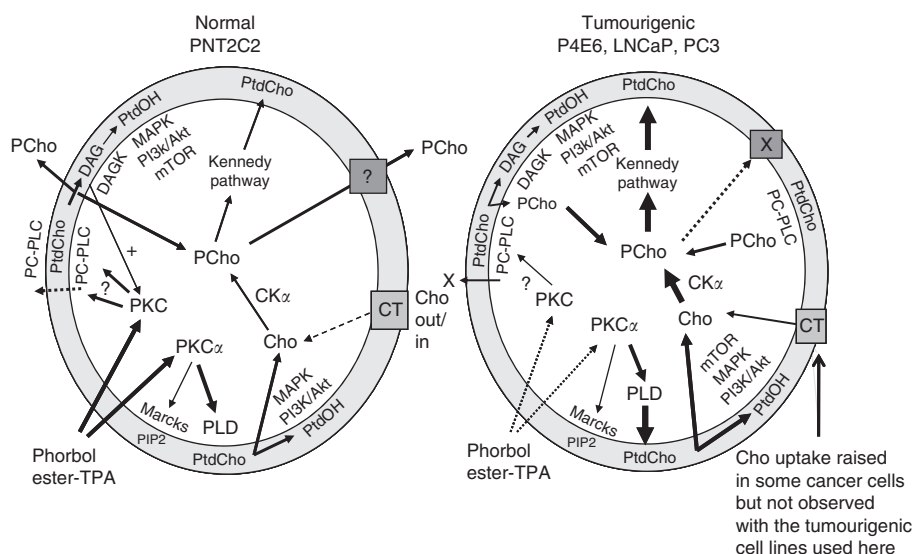 Normal
PNT2C2
PtdCho
PtdOH
DAG
DAGK
MAPK
PI3k/Akt
mTOR
PCho
Kennedy
pathway
?
PCho
PtdCho
PC-PLC
PC-PLC
+
PCho
?
PKC
CKα
CT
Cho
out/
in
Cho
PKCα
MAPK
PI3K/Akt
PtdOH
Marcks
PLD
PIP2
PtdCho
Phorbol
ester-TPA
Tumourigenic
P4E6, LNCaP, PC3
PtdCho
PtdOH
DAG
DAGK
MAPK
PI3k/Akt
mTOR
Kennedy
pathway
X
PCho
PtdCho
PtdCho
PC-PLC
PC-PLC
PCho
PCho
X
?
PKC
CKα
PKCα
Cho
CT
mTOR
MAPK
PI3K/Akt
PtdOH
PLD
Marcks
PIP2
PtdCho
Phorbol
ester-TPA
Cho uptake raised
in some cancer cells
but not observed
with the tumourigenic
cell lines used here